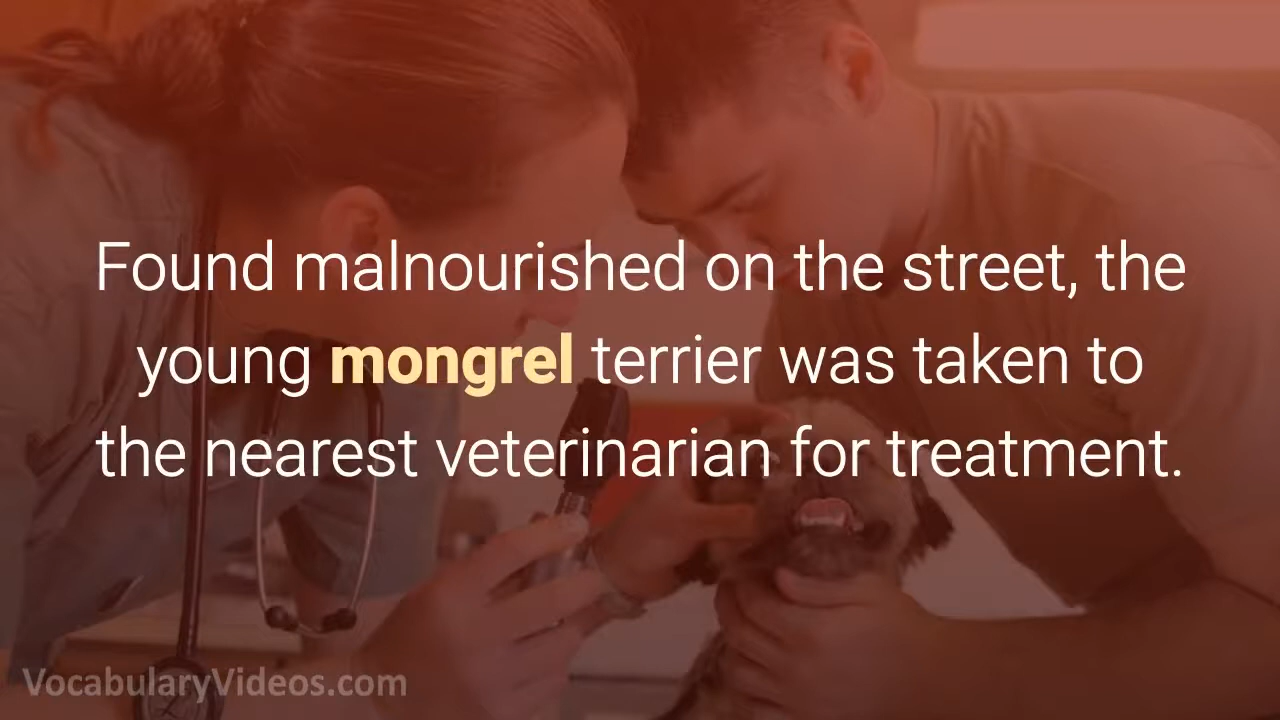 Found malnourished on the street, the
young mongrel terrier was taken to
the nearest veterinarian for treatment.
VocabularyVideos.com